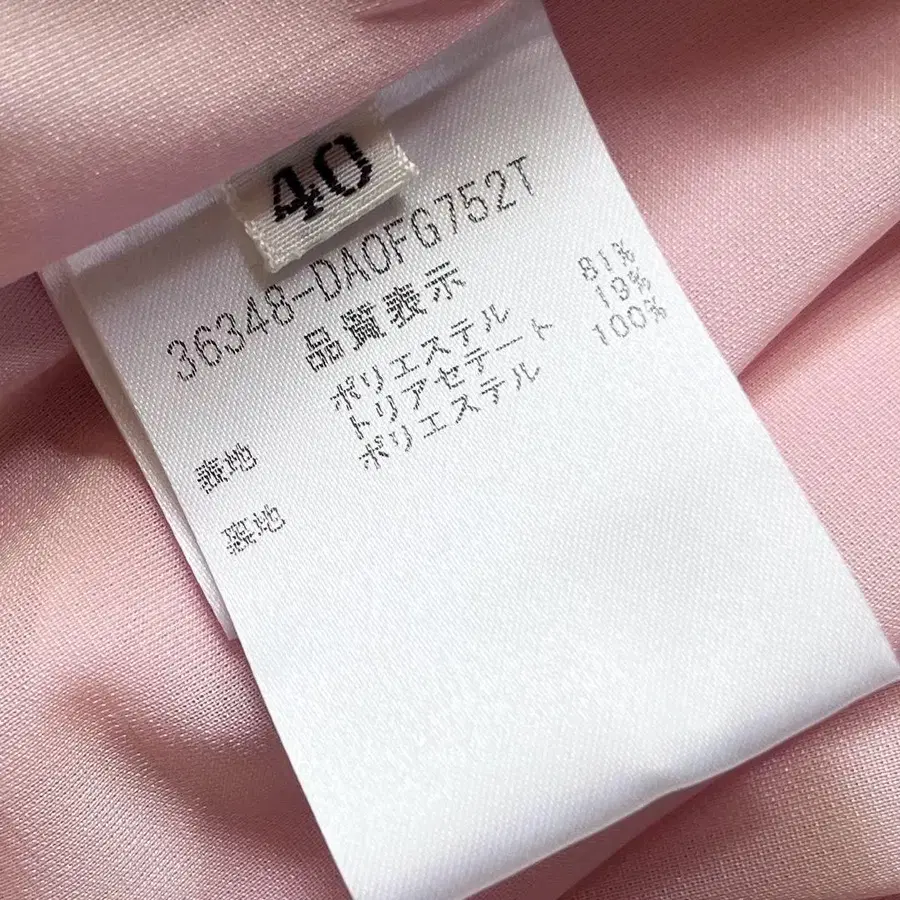 40
36348-DA0FG752T
品質表示
表地 ポリエステル 81%
トリアセテート 19%
裏地 ポリエステル 100%